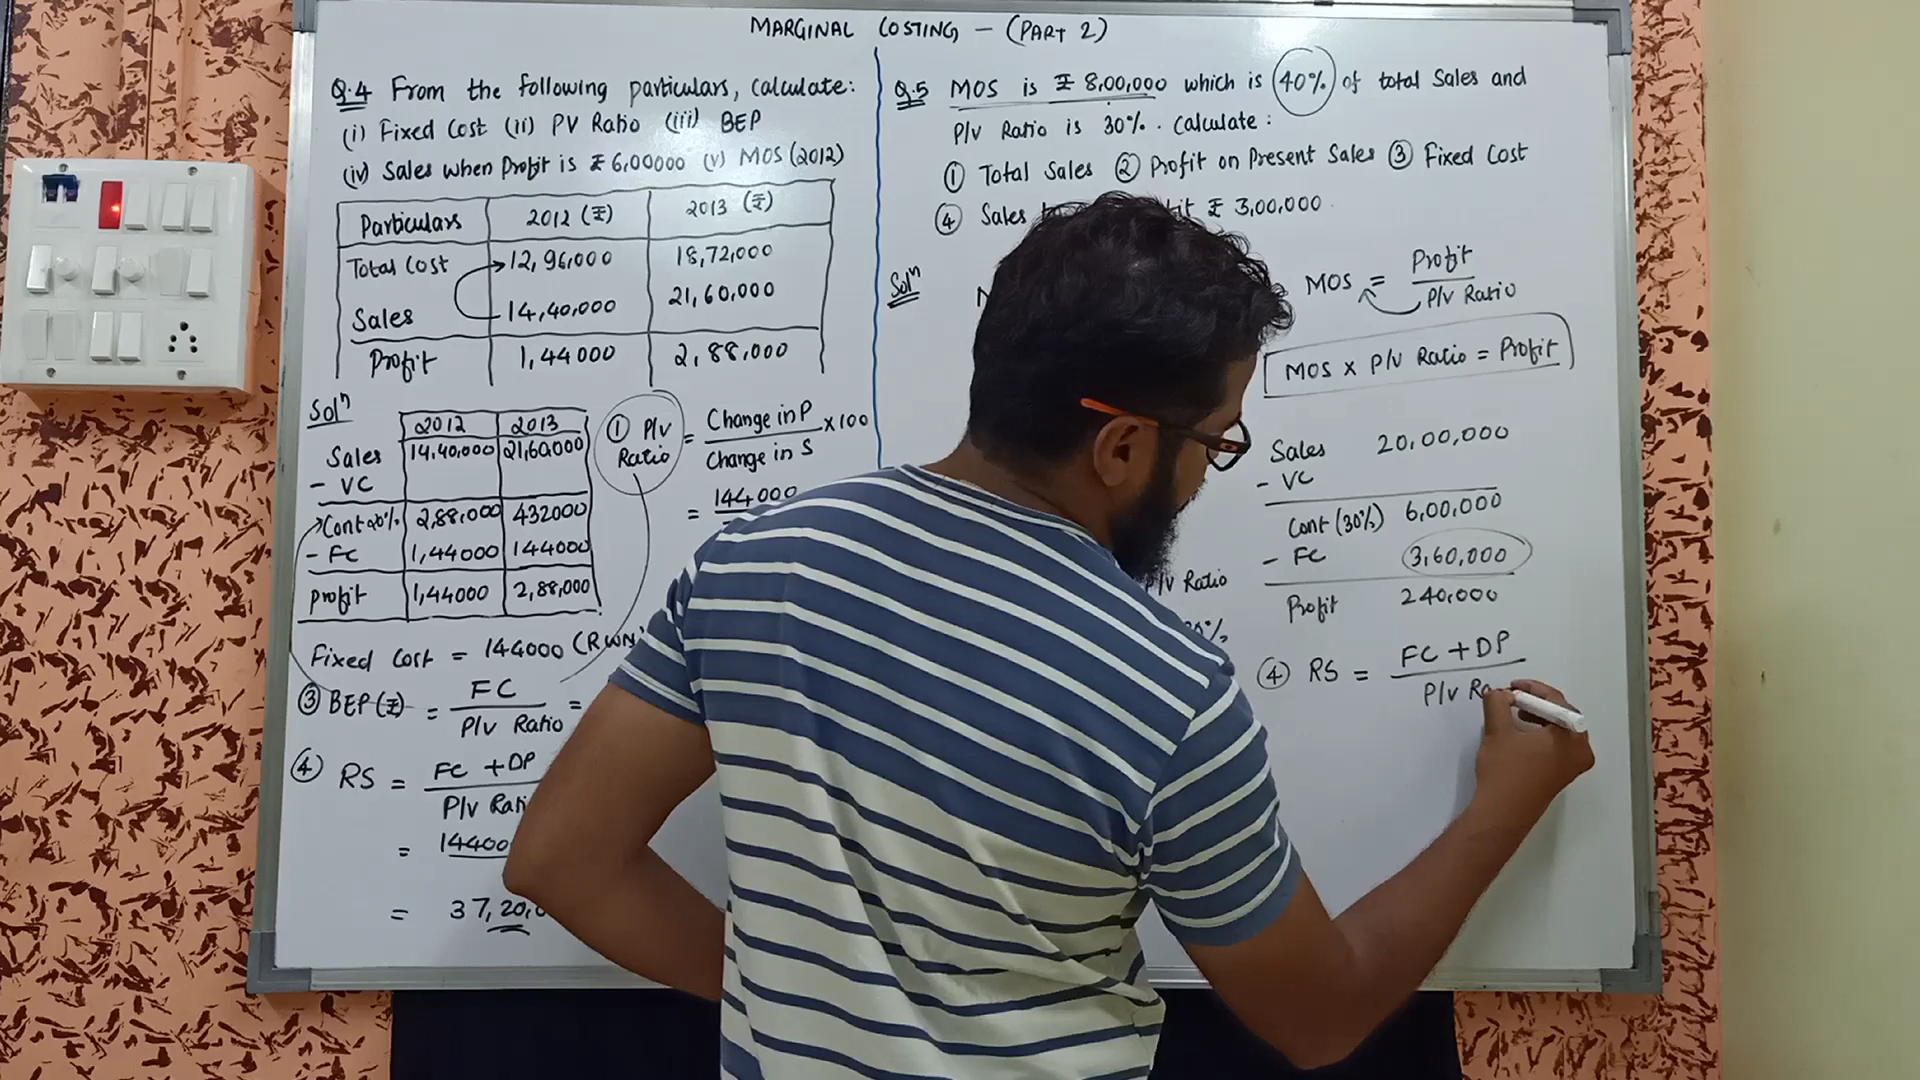 MARGINAL COSTING - (PART 2)
Q.4 From the following particulars, calculate:
(i) Fixed Cost (ii) PV Ratio (iii) BEP
(iv) Sales when Profit is ₹ 6,00000 (v) MOS (2012)
Particulars 2012 (₹) 2013 (₹)
Total Cost 12,96,000 18,72,000
Sales 14,40,000 21,60,000
Profit 1,44000 2,88,000
Solⁿ
2012 2013
Sales 14,40,000 21,60,000
- VC
Cont 20% 2,88,000 432000
- FC 1,44000 144000
Profit 1,44000 2,88,000
① P/v Ratio = Change in P / Change in S × 100
= 144000
Fixed Cost = 144000 (RWN)
③ BEP (₹) = FC / P/v Ratio =
④ RS = FC + DP / P/v
=
= 37,20,
Q.5 MOS is ₹ 8,00,000 which is 40% of total Sales and
P/v Ratio is 30%. Calculate:
① Total Sales ② Profit on Present Sales ③ Fixed Cost
④ Sales ₹ 3,00,000
Solⁿ
MOS = Profit / P/v Ratio
MOS x P/v Ratio = Profit
Sales 20,00,000
- VC
Cont (30%) 6,00,000
- FC 3,60,000
Profit 240,000
P/v Ratio
④ RS = FC + DP / P/v Ra